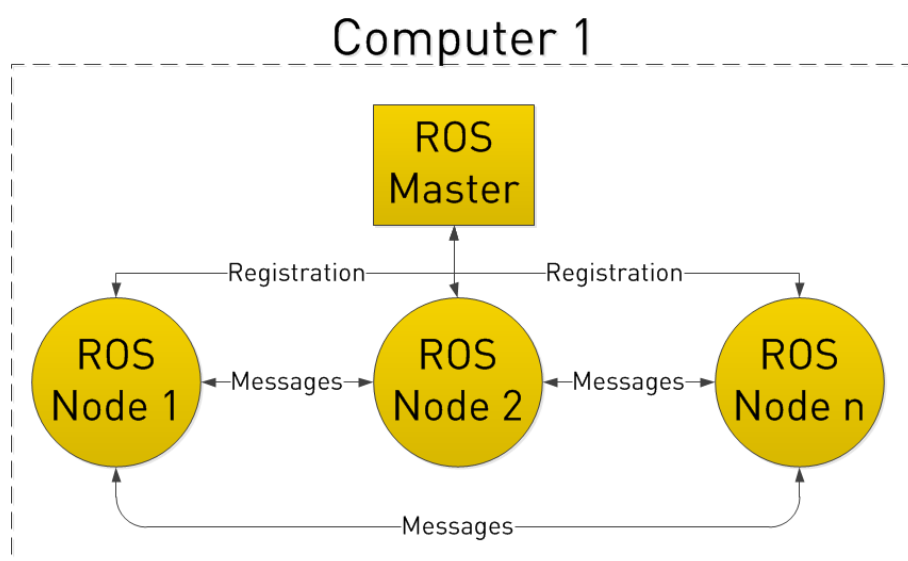 Computer 1
ROS
Master
Registration
Registration
ROS
Node 1
Messages
ROS
Node 2
Messages
ROS
Node n
Messages